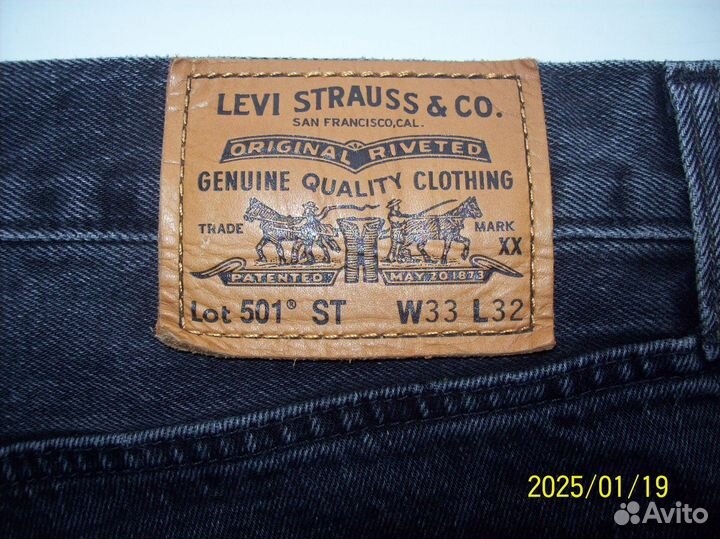 LEVI STRAUSS & CO.
SAN FRANCISCO, CAL.
ORIGINAL RIVETED
GENUINE QUALITY CLOTHING
TRADE MARK
XX
PATENTED MAY 20 1873
Lot 501® ST W33 L32
2025/01/19
Avito